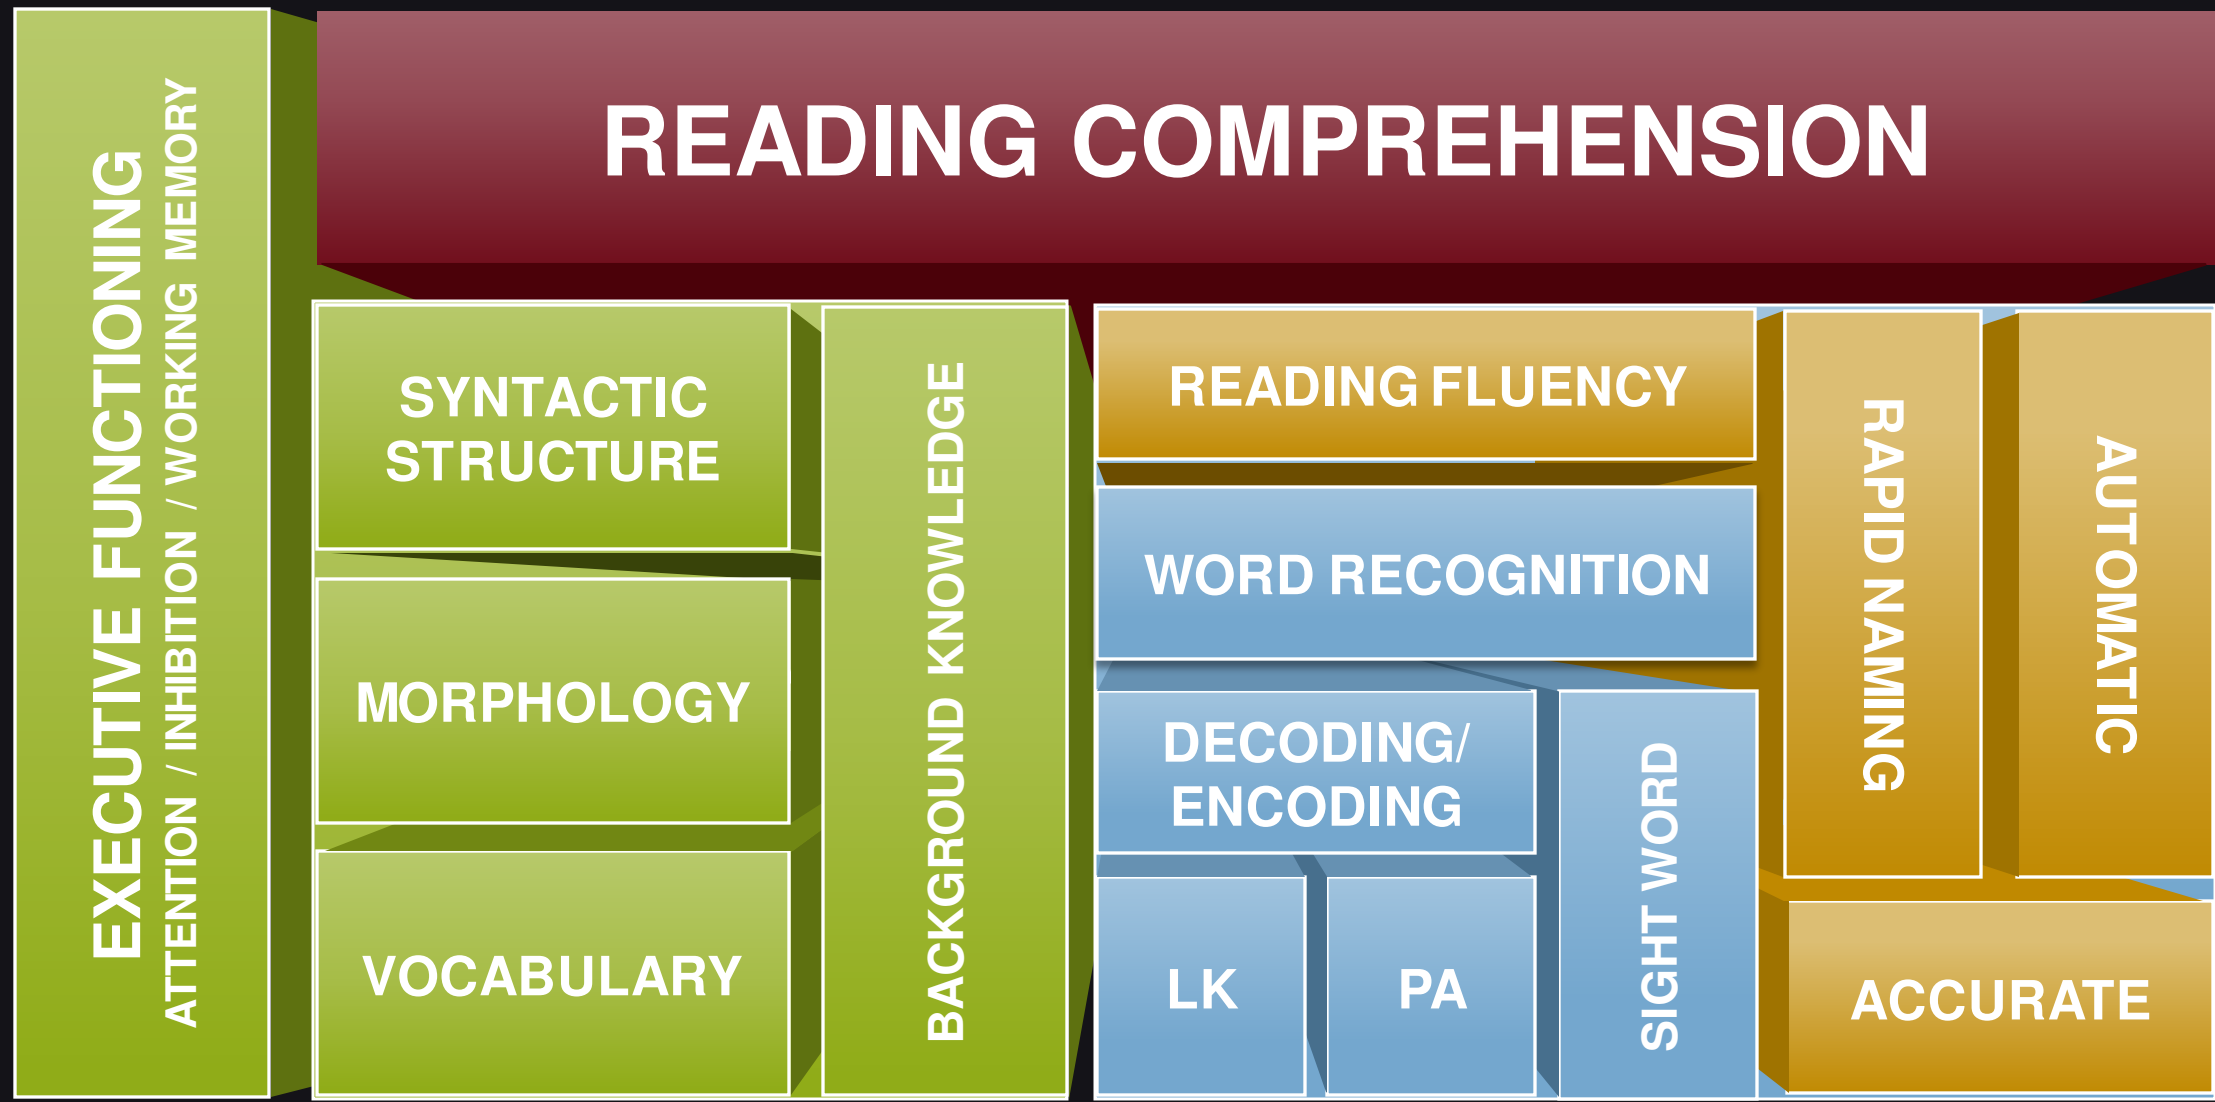 EXECUTIVE FUNCTIONING
ATTENTION / INHIBITION / WORKING MEMORY
READING COMPREHENSION
SYNTACTIC
STRUCTURE
MORPHOLOGY
VOCABULARY
BACKGROUND KNOWLEDGE
READING FLUENCY
WORD RECOGNITION
DECODING/
ENCODING
LK
PA
SIGHT WORD
RAPID NAMING
AUTOMATIC
ACCURATE